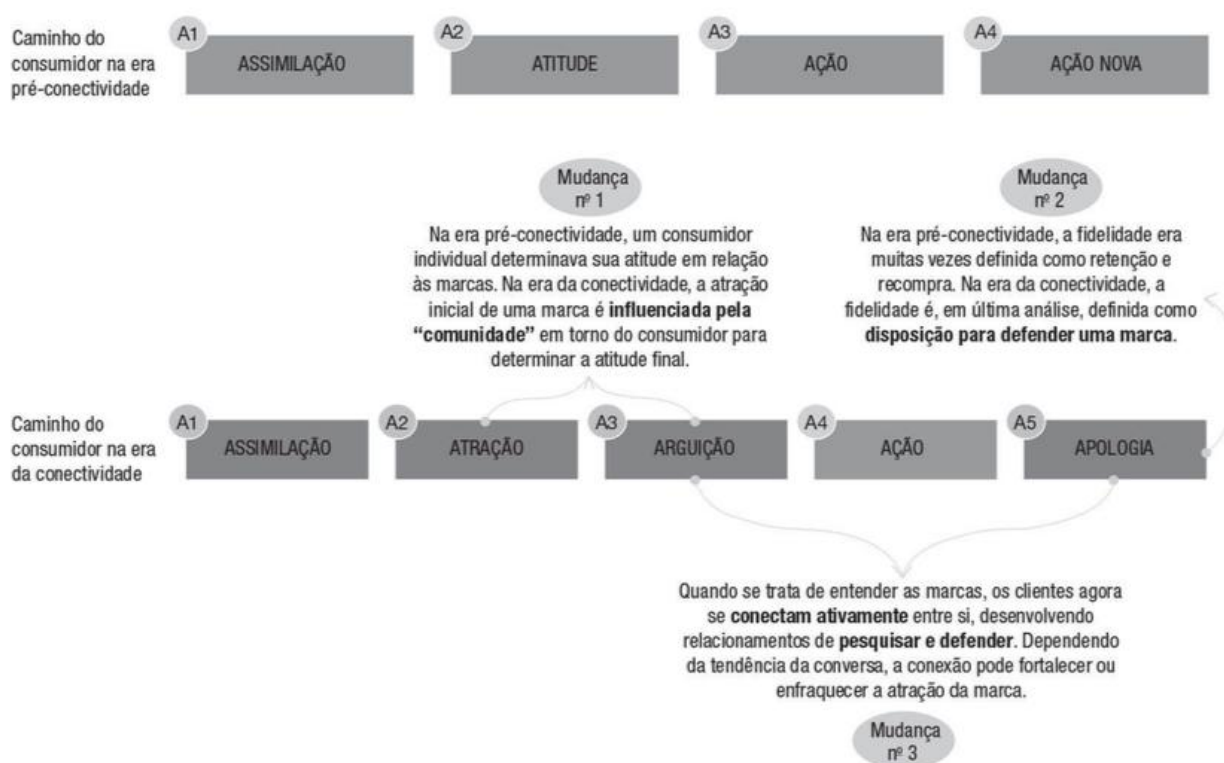 Caminho do
consumidor na era
pré-conectividade
A1
ASSIMILAÇÃO
A2
ATITUDE
A3
AÇÃO
A4
AÇÃO NOVA
Mudança
nº 1
Na era pré-conectividade, um consumidor
individual determinava sua atitude em relação
às marcas. Na era da conectividade, a atração
inicial de uma marca é influenciada pela
“comunidade” em torno do consumidor para
determinar a atitude final.
Mudança
nº 2
Na era pré-conectividade, a fidelidade era
muitas vezes definida como retenção e
recompra. Na era da conectividade, a
fidelidade é, em última análise, definida como
disposição para defender uma marca.
Caminho do
consumidor na era
da conectividade
A1
ASSIMILAÇÃO
A2
ATRAÇÃO
A3
ARGUIÇÃO
A4
AÇÃO
A5
APOLOGIA
Quando se trata de entender as marcas, os clientes agora
se conectam ativamente entre si, desenvolvendo
relacionamentos de pesquisar e defender. Dependendo
da tendência da conversa, a conexão pode fortalecer ou
enfraquecer a atração da marca.
Mudança
nº 3